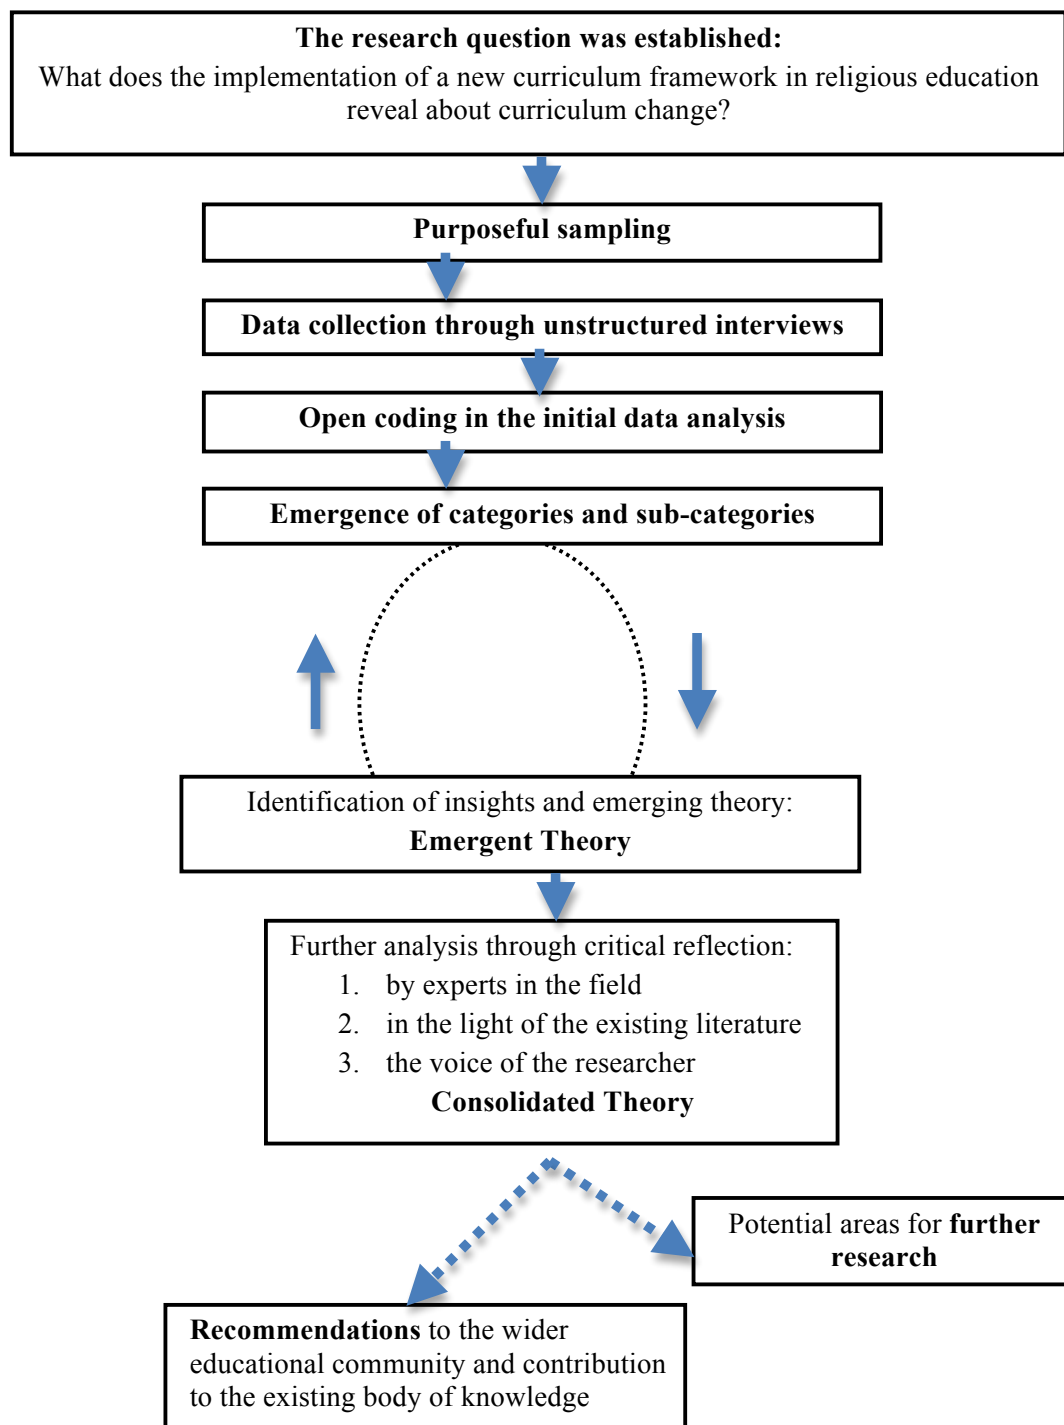 The research question was established:
What does the implementation of a new curriculum framework in religious education
reveal about curriculum change?
Purposeful sampling
Data collection through unstructured interviews
Open coding in the initial data analysis
Emergence of categories and sub-categories
Identification of insights and emerging theory:
Emergent Theory
Further analysis through critical reflection:
1. by experts in the field
2. in the light of the existing literature
3. the voice of the researcher
Consolidated Theory
Potential areas for further
research
Recommendations to the wider
educational community and contribution
to the existing body of knowledge